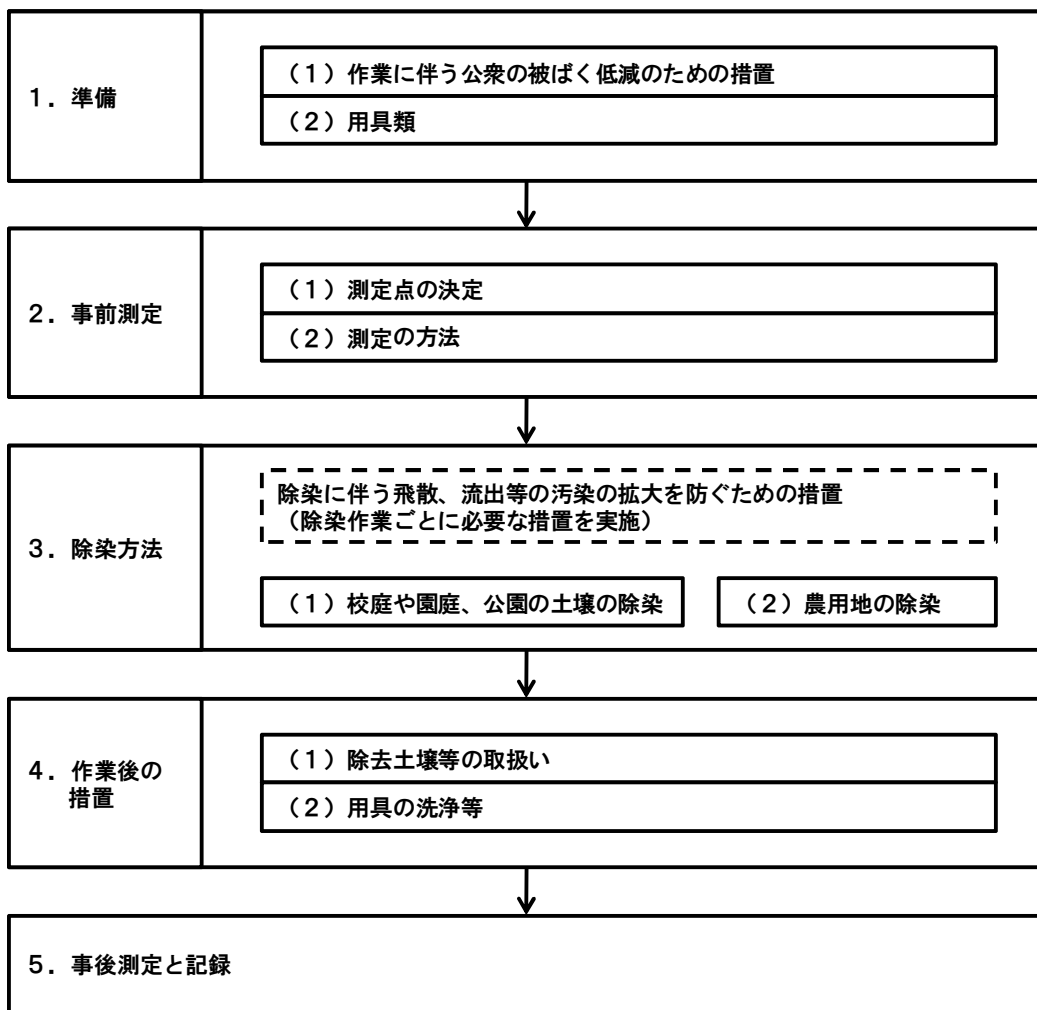 １．準備
（１）作業に伴う公衆の被ばく低減のための措置
（２）用具類
２．事前測定
（１）測定点の決定
（２）測定の方法
３．除染方法
除染に伴う飛散、流出等の汚染の拡大を防ぐための措置
（除染作業ごとに必要な措置を実施）
（１）校庭や園庭、公園の土壌の除染
（２）農用地の除染
４．作業後の
措置
（１）除去土壌等の取扱い
（２）用具の洗浄等
５．事後測定と記録